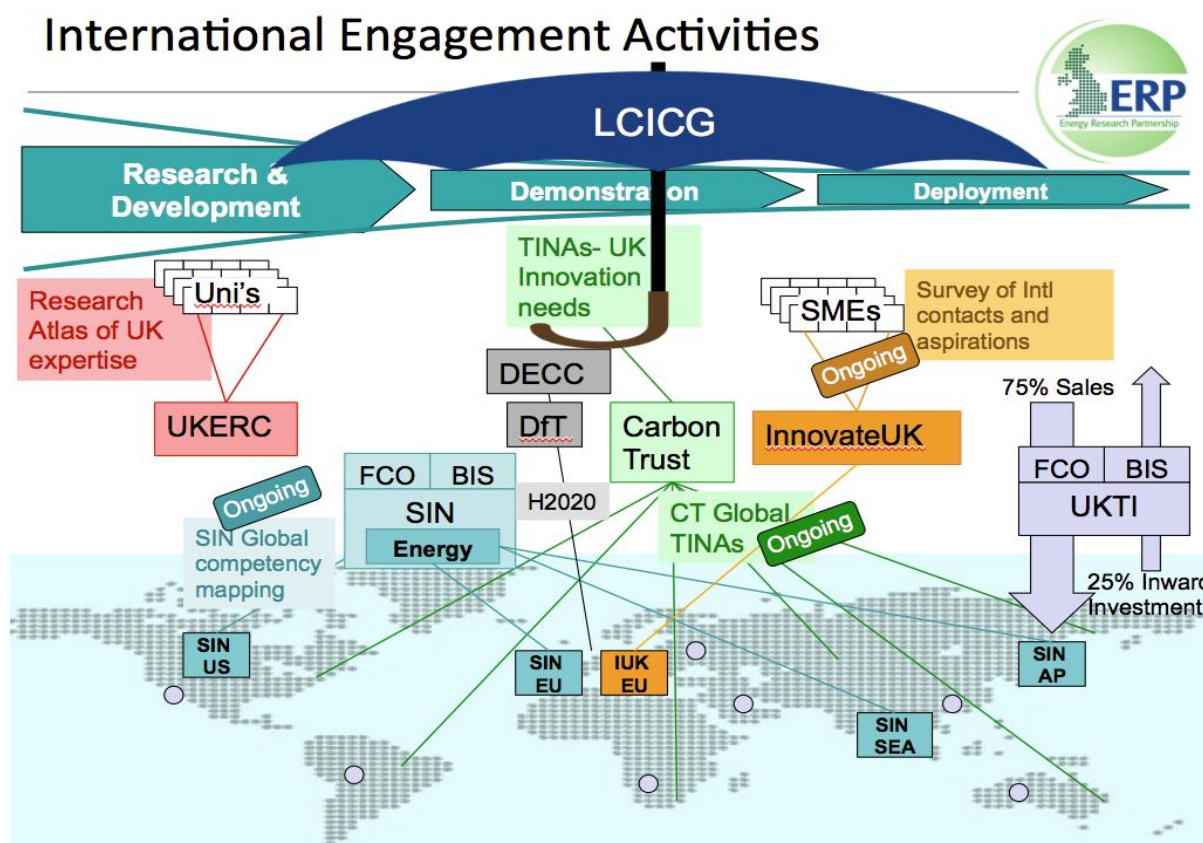 International Engagement Activities
ERP
Energy Research Partnership
LCICG
Research &
Development
Demonstration
Deployment
TINAs- UK
Innovation
needs
Uni's
Research
Atlas of UK
expertise
SMEs
Survey of Intl
contacts and
aspirations
Ongoing
DECC
75% Sales
UKERC
DfT
Carbon
Trust
InnovateUK
FCO
BIS
SIN
Energy
H2020
Ongoing
SIN Global
competency
mapping
CT Global
TINAs
Ongoing
FCO
BIS
UKTI
25% Inward
Investment
SIN
US
SIN
EU
IUK
EU
SIN
AP
SIN
SEA